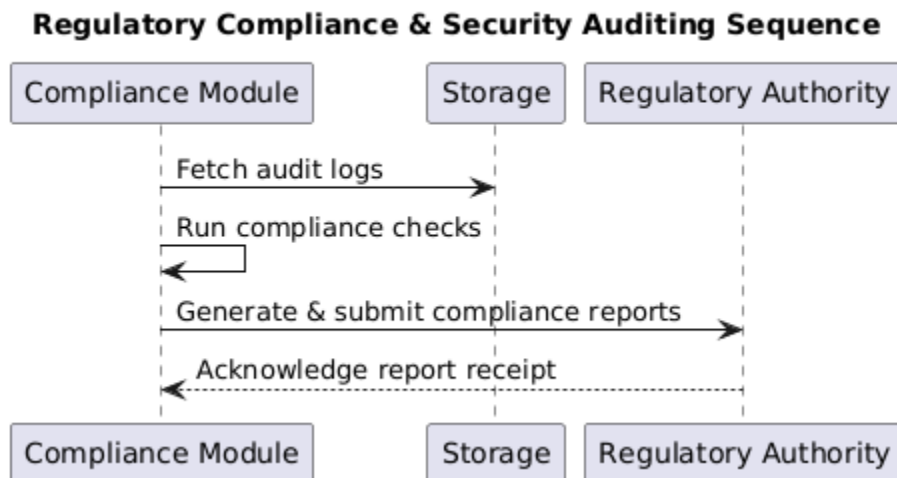 Regulatory Compliance & Security Auditing Sequence
Compliance Module Storage Regulatory Authority
Fetch audit logs
Run compliance checks
Generate & submit compliance reports
Acknowledge report receipt
Compliance Module Storage Regulatory Authority